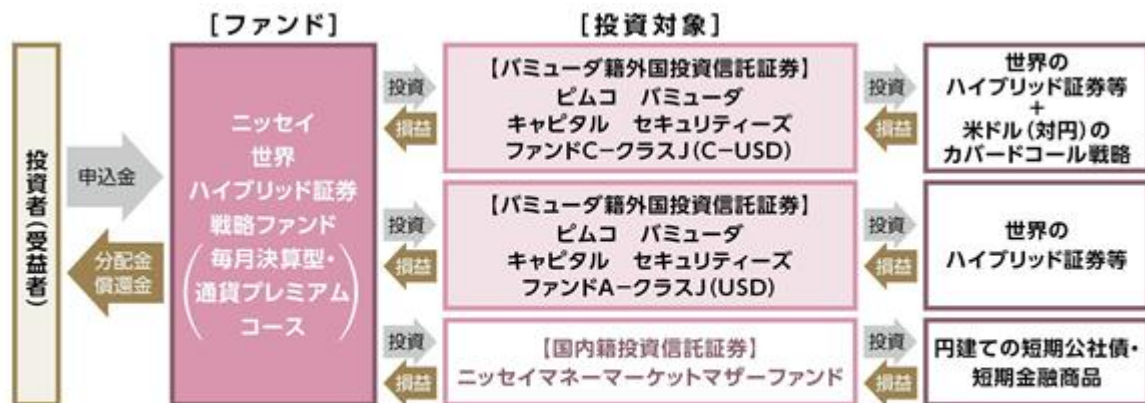 [ファンド]
[投資対象]
投資者(受益者)
申込金
分配金
償還金
ニッセイ
世界
ハイブリッド証券
戦略ファンド
(毎月決算型・
通貨プレミアム
コース)
投資
損益
【バミューダ籍外国投資信託証券】
ピムコ バミューダ
キャピタル セキュリティーズ
ファンドC-クラスJ(C-USD)
投資
損益
世界の
ハイブリッド証券等
+
米ドル(対円)の
カバードコール戦略
投資
損益
【バミューダ籍外国投資信託証券】
ピムコ バミューダ
キャピタル セキュリティーズ
ファンドA-クラスJ(USD)
投資
損益
世界の
ハイブリッド証券等
投資
損益
【国内籍投資信託証券】
ニッセイマネーマーケットマザーファンド
投資
損益
円建ての短期公社債・
短期金融商品